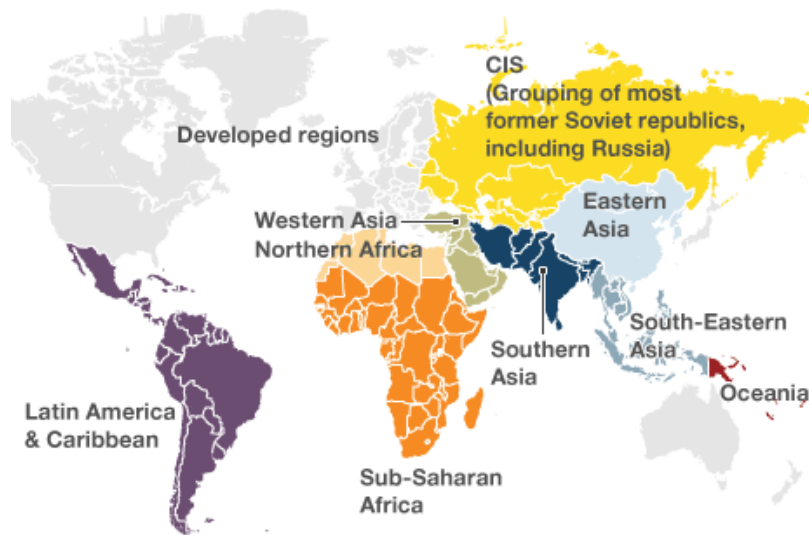 CIS
(Grouping of most
former Soviet republics,
including Russia)
Developed regions
Eastern
Asia
Western Asia
Northern Africa
South-Eastern
Asia
Southern
Asia
Oceania
Latin America
& Caribbean
Sub-Saharan
Africa